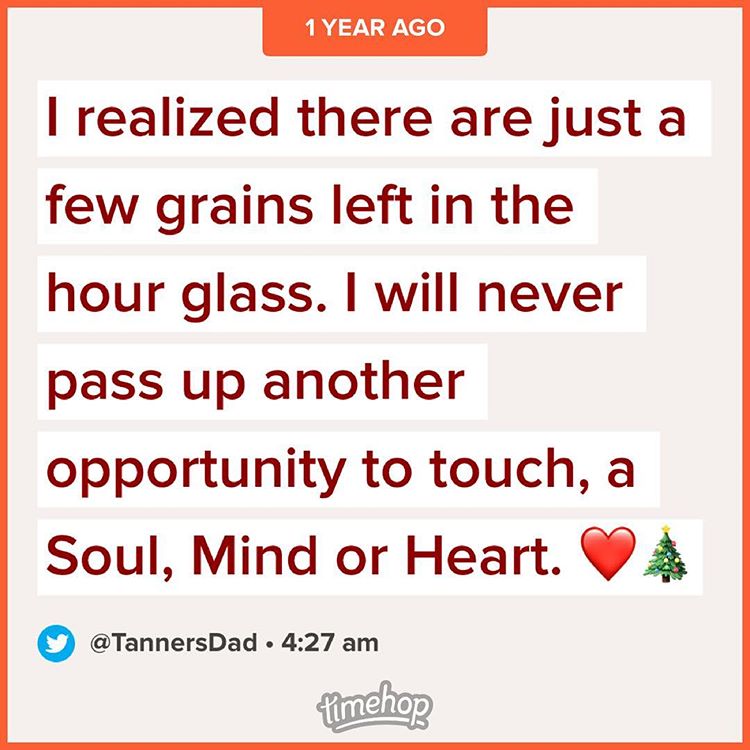 1 YEAR AGO
I realized there are just a
few grains left in the
hour glass. I will never
pass up another
opportunity to touch, a
Soul, Mind or Heart. ❤️🎄
@TannersDad • 4:27 am
timehop